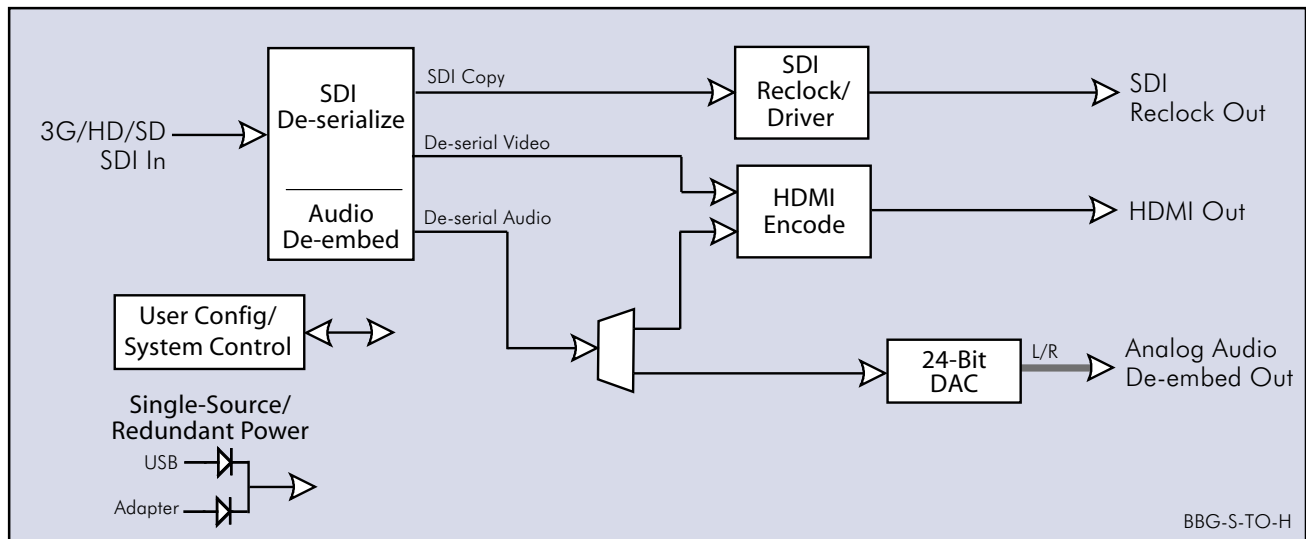 3G/HD/SD
SDI In
SDI
De-serialize
Audio
De-embed
SDI Copy
De-serial Video
De-serial Audio
SDI
Reclock/
Driver
SDI
Reclock Out
HDMI
Encode
HDMI Out
User Config/
System Control
24-Bit
DAC
L/R
Analog Audio
De-embed Out
Single-Source/
Redundant Power
USB
Adapter
BBG-S-TO-H